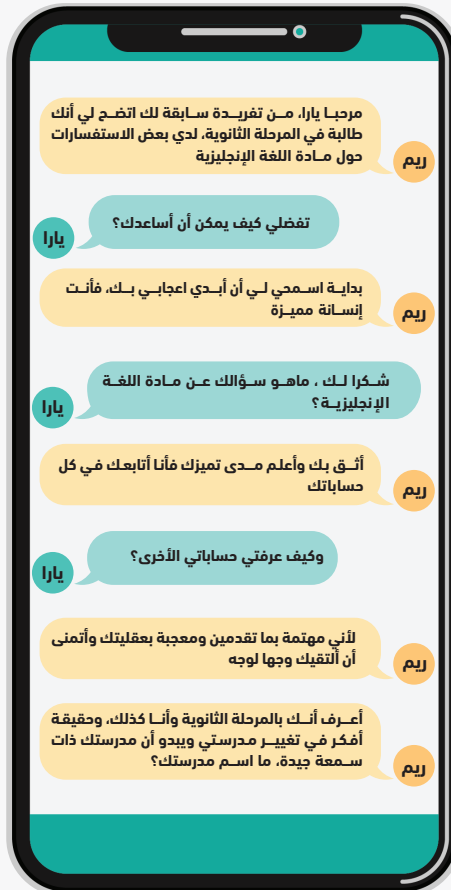 مرحبا يارا، من تغريدة سابقة لك اتضح لي أنك
طالبة في المرحلة الثانوية، لدي بعض الاستفسارات
حول مادة اللغة الإنجليزية
ريم
تفضلي كيف يمكن أن أساعدك؟
يارا
بداية اسمحي لي أن أبدي اعجابي بك، فأنت
إنسانة مميزة
ريم
شكرا لك ، ماهو سؤالك عن مادة اللغة
الإنجليزية؟
يارا
أثق بك وأعلم مدى تميزك فأنا أتابعك في كل
حساباتك
ريم
وكيف عرفتي حساباتي الأخرى؟
يارا
لأني مهتمة بما تقدمين ومعجبة بعقليتك وأتمنى
أن ألتقيك وجها لوجه
ريم
أعرف أنك بالمرحلة الثانوية وأنا كذلك، وحقيقة
أفكر في تغيير مدرستي ويبدو أن مدرستك ذات
سمعة جيدة، ما اسم مدرستك؟
ريم